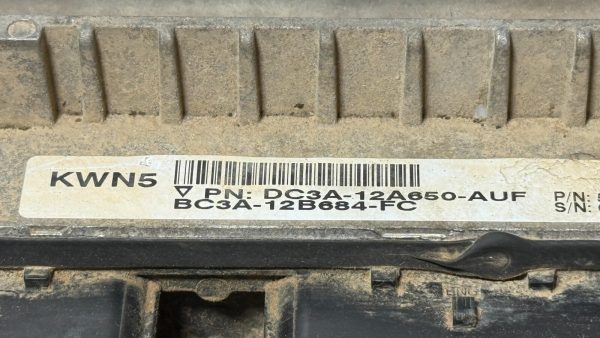 KWN5
▽ PN: DC3A-12A650-AUF
BC3A-12B684-FC
P/N:
S/N: